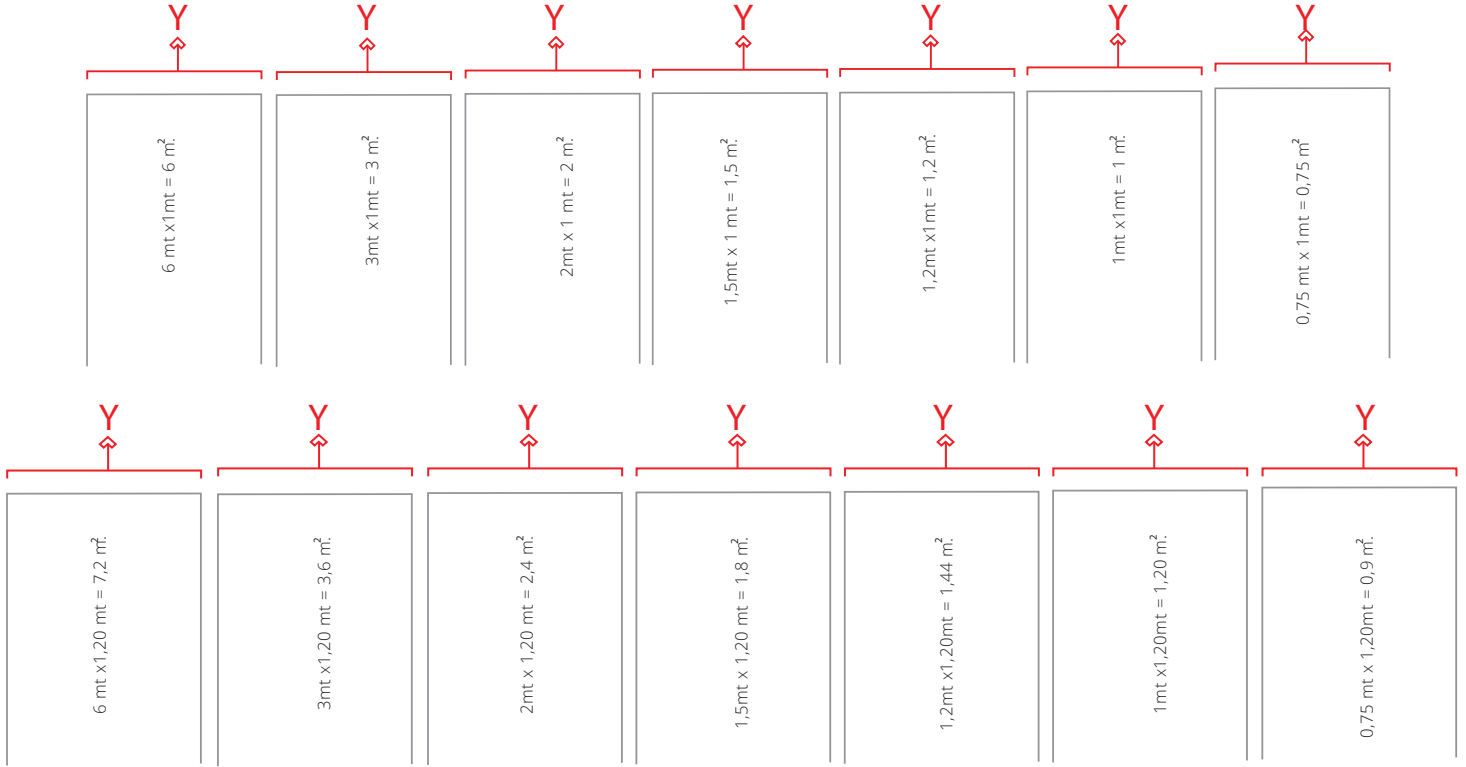 Y
Y
Y
Y
Y
Y
Y
6 mt x1mt = 6 m².
3mt x1mt = 3 m².
2mt x 1 mt = 2 m².
1,5mt x 1 mt = 1,5 m².
1,2mt x1mt = 1,2 m².
1mt x1mt = 1 m².
0,75 mt x 1mt = 0,75 m²
Y
Y
Y
Y
Y
Y
Y
6 mt x1,20 mt = 7,2 m².
3mt x1,20 mt = 3,6 m².
2mt x 1,20 mt = 2,4 m².
1,5mt x 1,20 mt = 1,8 m².
1,2mt x1,20mt = 1,44 m².
1mt x1,20mt = 1,20 m².
0,75 mt x 1,20mt = 0,9 m².